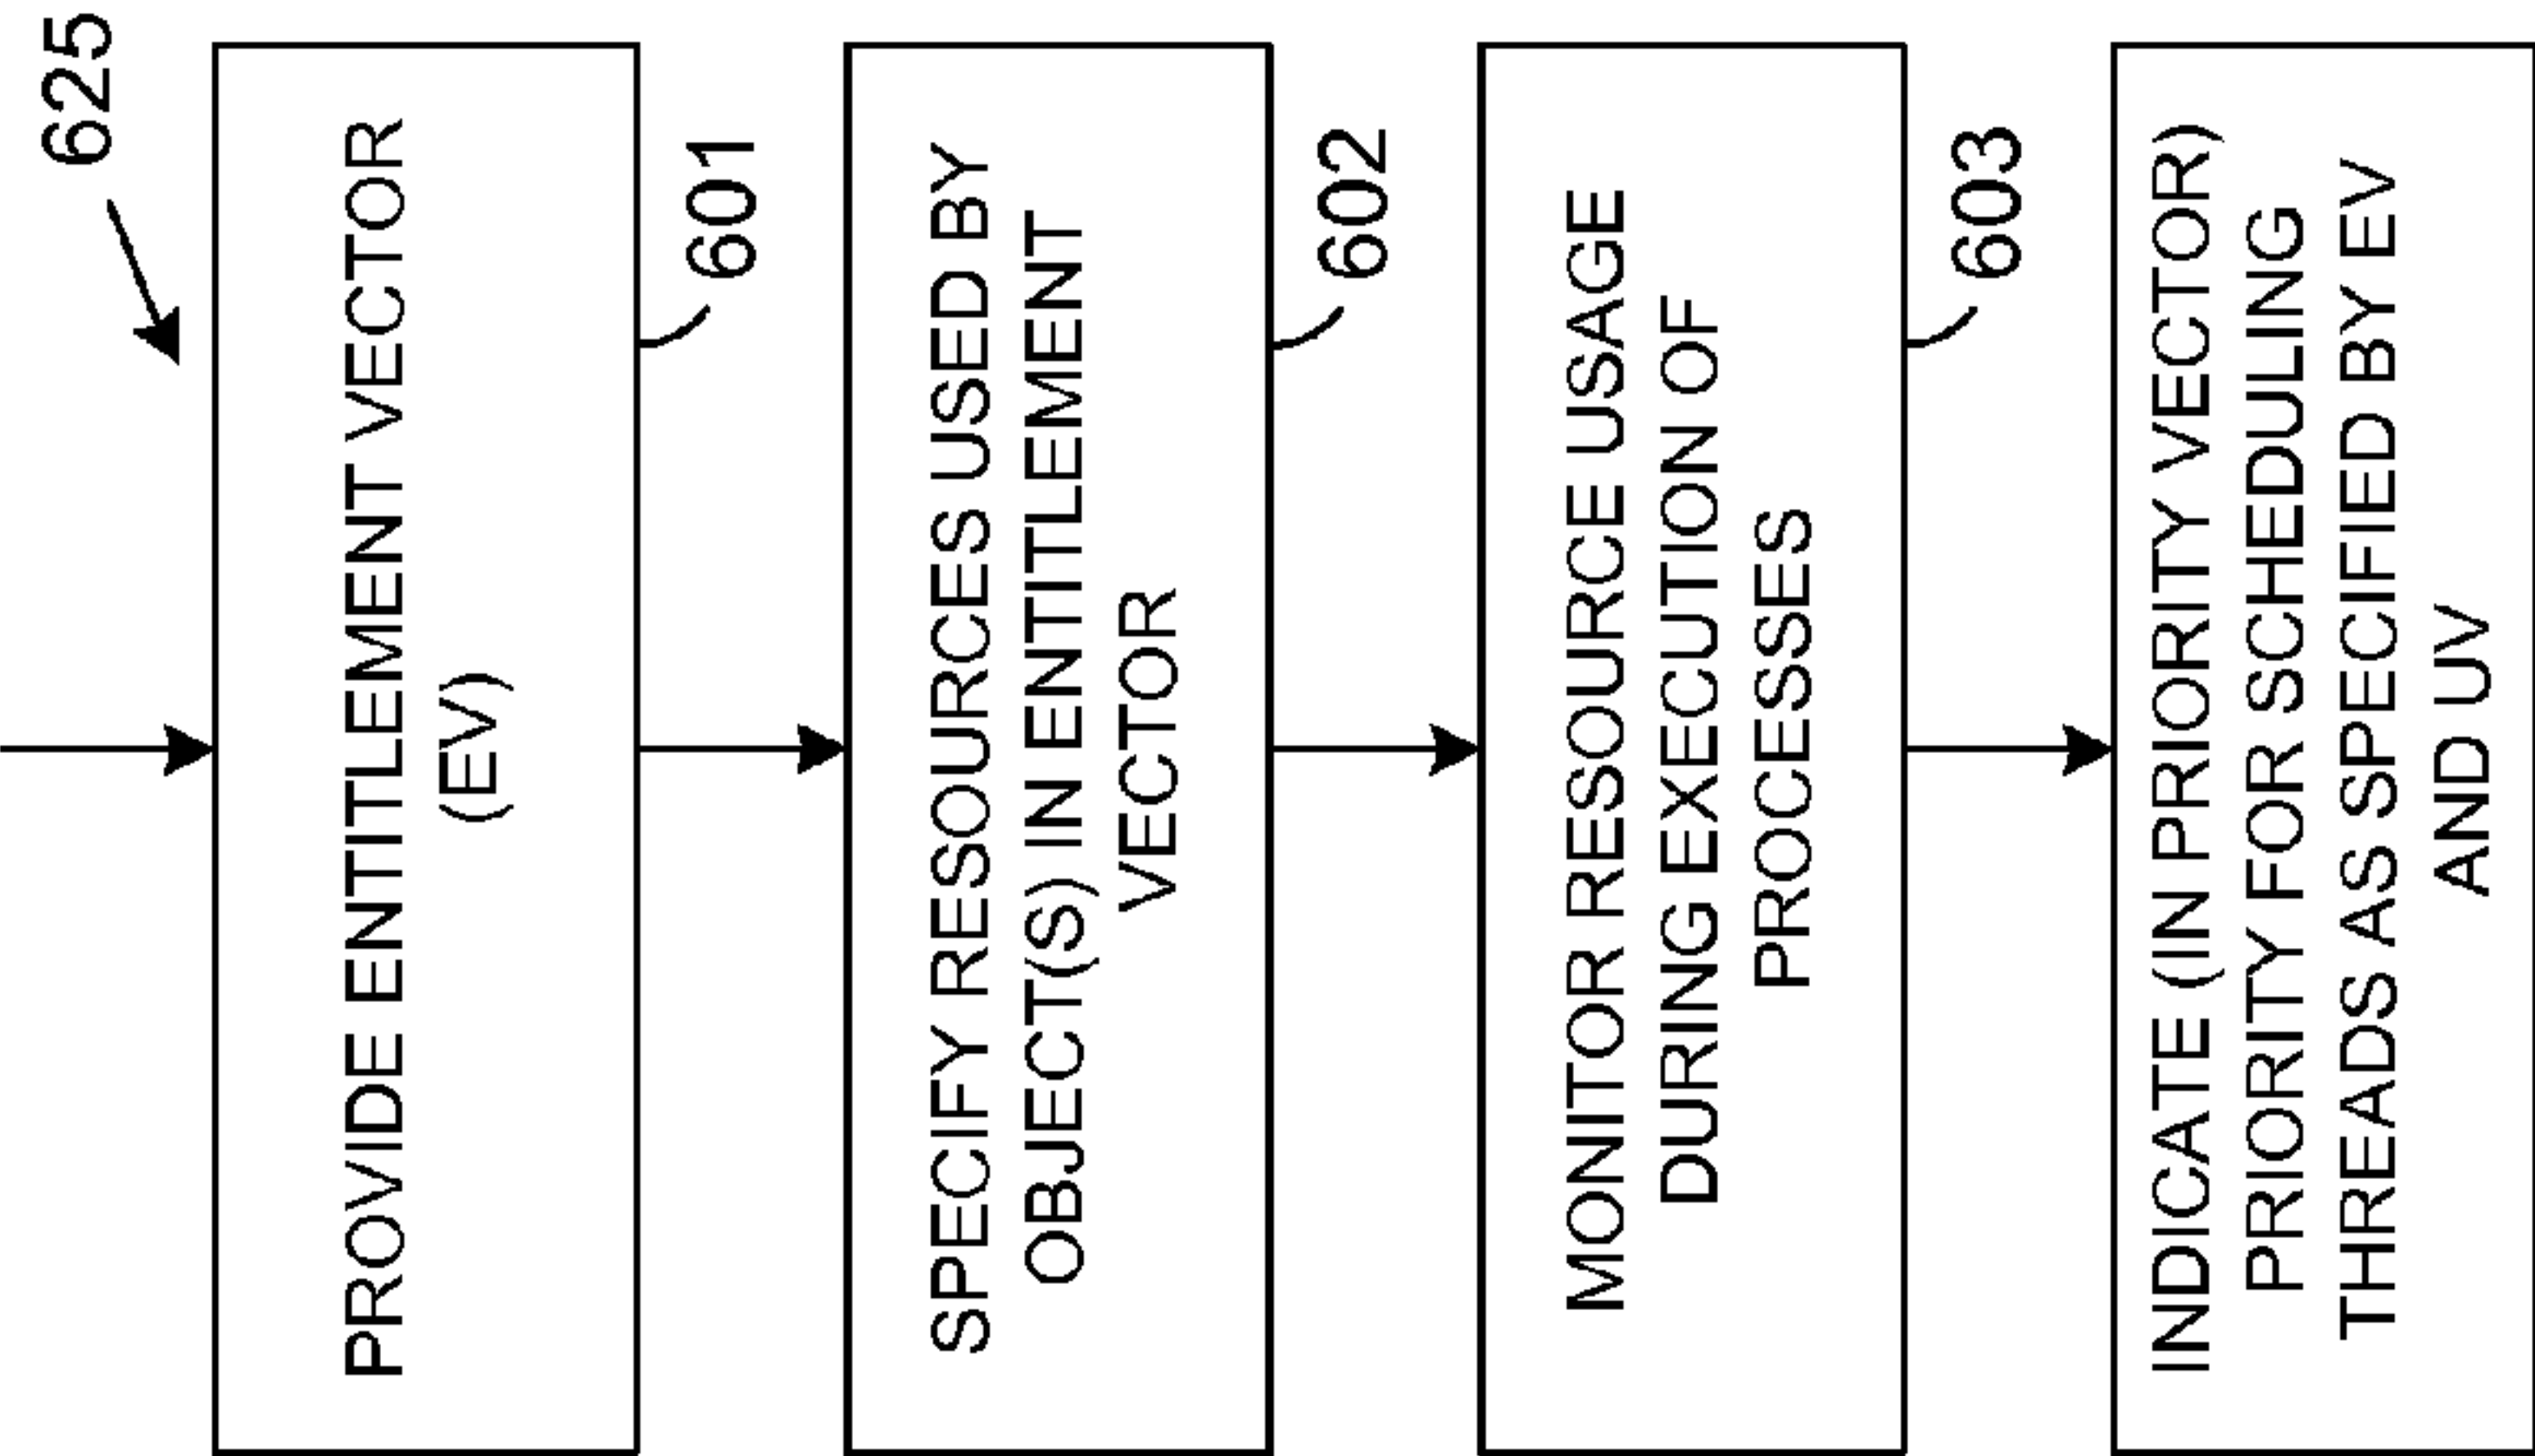 625
PROVIDE ENTITLEMENT VECTOR
(EV)
601
SPECIFY RESOURCES USED BY
OBJECT(S) IN ENTITLEMENT
VECTOR
602
MONITOR RESOURCE USAGE
DURING EXECUTION OF
PROCESSES
603
INDICATE (IN PRIORITY VECTOR)
PRIORITY FOR SCHEDULING
THREADS AS SPECIFIED BY EV
AND UV